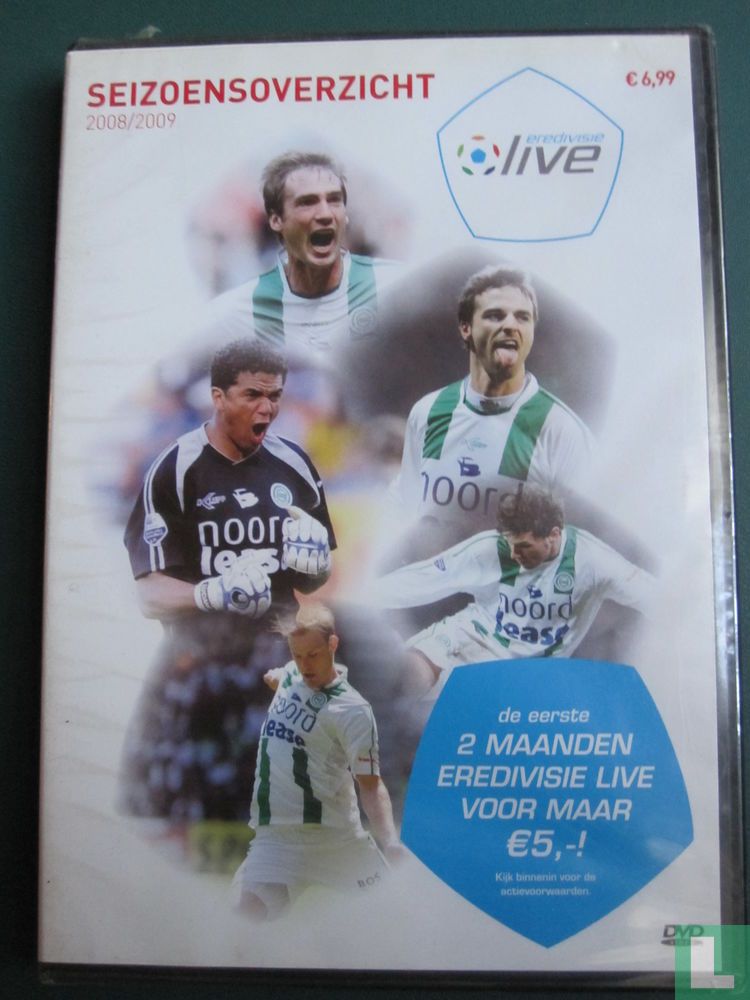 SEIZOENSOVERZICHT
2008/2009
€ 6,99
eredivisie
live
noord
noord
lease
noord
lease
noord
lease
BOS
de eerste
2 MAANDEN
EREDIVISIE LIVE
VOOR MAAR
€5,-!
Kijk binnenin voor de
actievoorwaarden.
DVD
L